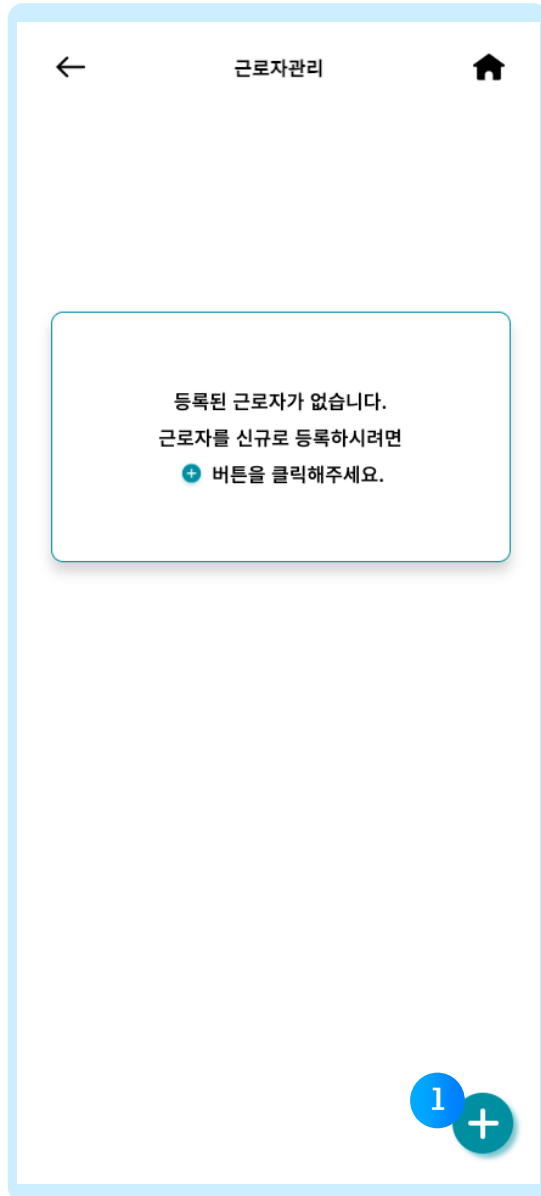 근로자관리
등록된 근로자가 없습니다.
근로자를 신규로 등록하시려면
버튼을 클릭해주세요.
1